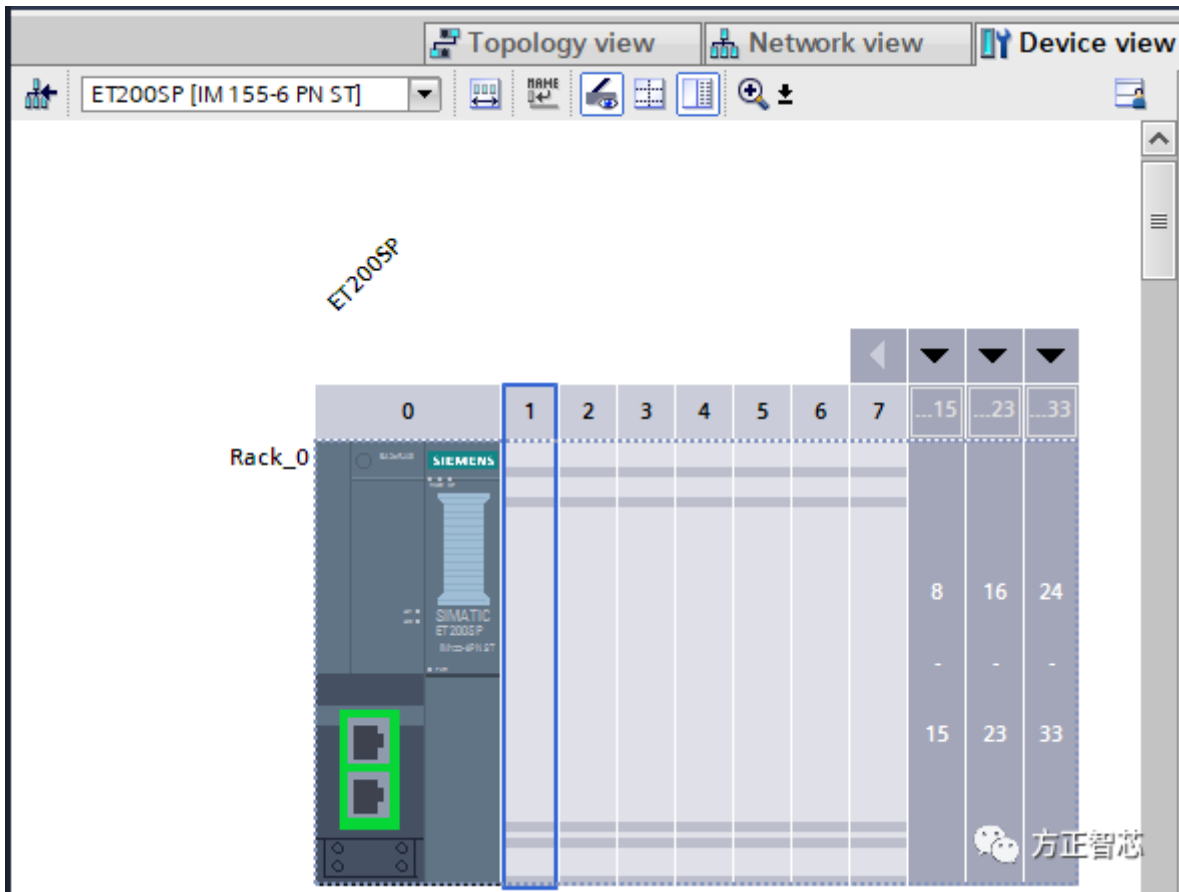 Topology view Network view Device view
ET200SP [IM 155-6 PN ST] NAME
ET200SP
0 1 2 3 4 5 6 7 ...15 ...23 ...33
Rack_0 SIEMENS
8 16 24
SIMATIC
ET 200SP
- - -
15 23 33
方正智芯